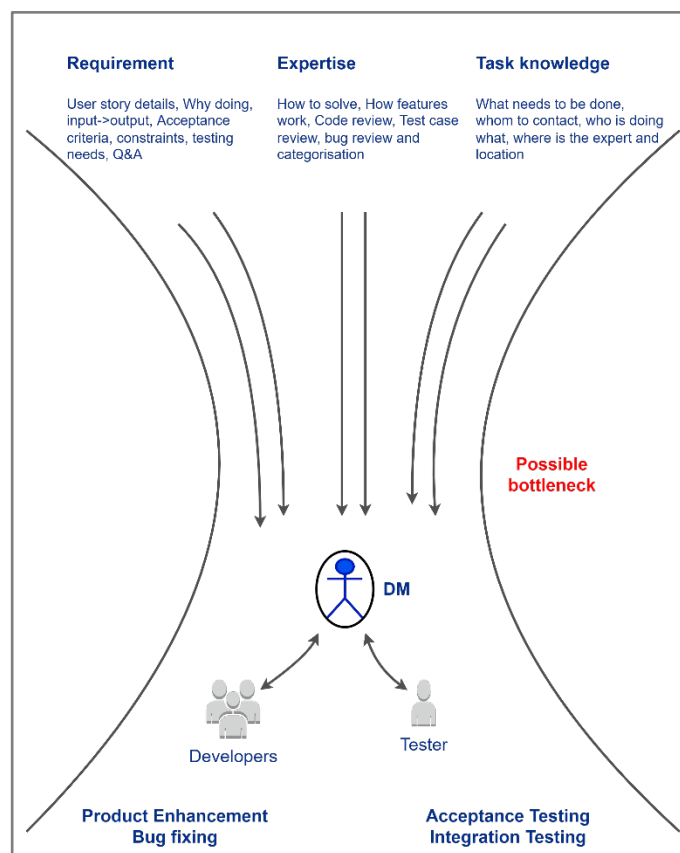 Requirement
User story details, Why doing,
input->output, Acceptance
criteria, constraints, testing
needs, Q&A
Expertise
How to solve, How features
work, Code review, Test case
review, bug review and
categorisation
Task knowledge
What needs to be done,
whom to contact, who is doing
what, where is the expert and
location
Possible
bottleneck
DM
Developers
Tester
Product Enhancement
Bug fixing
Acceptance Testing
Integration Testing